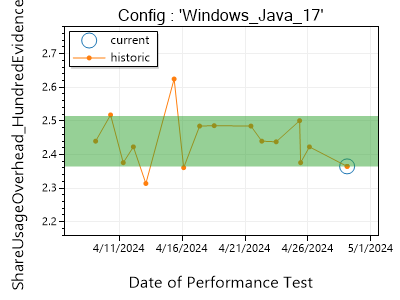 Config : 'Windows_Java_17'
ShareUsageOverhead_HundredEvidence
current
historic
2.7
2.6
2.5
2.4
2.3
2.2
4/11/2024 4/16/2024 4/21/2024 4/26/2024 5/1/2024
Date of Performance Test